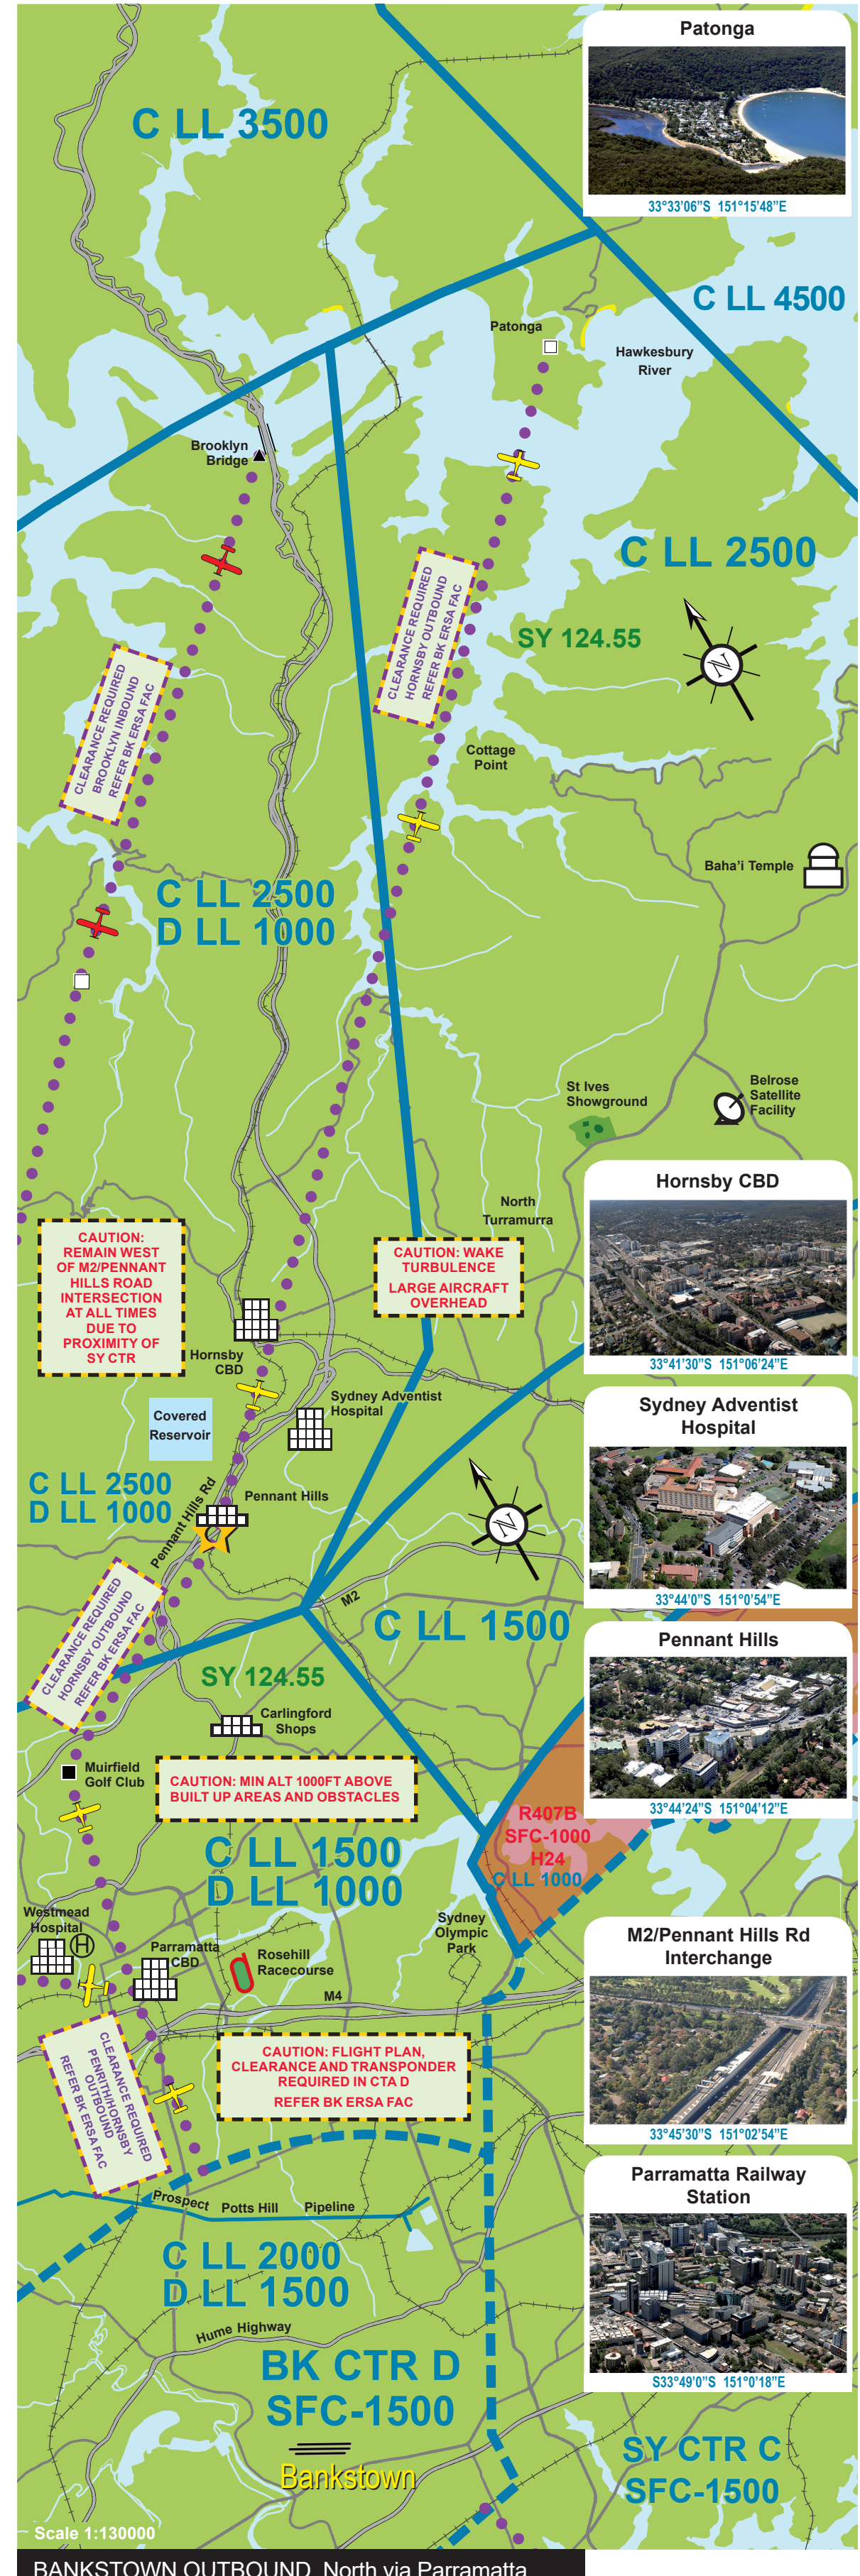 Patonga
33°33’06”S 151°15’48”E
C LL 3500
C LL 4500
Patonga
Hawkesbury
River
Brooklyn
Bridge
C LL 2500
CLEARANCE REQUIRED
HORNSBY OUTBOUND
REFER BK ERSA FAC
SY 124.55
N
CLEARANCE REQUIRED
BROOKLYN INBOUND
REFER BK ERSA FAC
Cottage
Point
Baha’i Temple
C LL 2500
D LL 1000
St Ives
Showground
Belrose
Satellite
Facility
Hornsby CBD
33°41’30”S 151°06’24”E
North
Turramurra
CAUTION:
REMAIN WEST
OF M2/PENNANT
HILLS ROAD
INTERSECTION
AT ALL TIMES
DUE TO
PROXIMITY OF
SY CTR
CAUTION: WAKE
TURBULENCE
LARGE AIRCRAFT
OVERHEAD
Hornsby
CBD
Sydney Adventist
Hospital
Covered
Reservoir
Sydney Adventist
Hospital
33°44’0”S 151°0’54”E
C LL 2500
D LL 1000
Pennant Hills Rd
Pennant Hills
N
M2
CLEARANCE REQUIRED
HORNSBY OUTBOUND
REFER BK ERSA FAC
C LL 1500
Pennant Hills
33°44’24”S 151°04’12”E
SY 124.55
Carlingford
Shops
Muirfield
Golf Club
CAUTION: MIN ALT 1000FT ABOVE
BUILT UP AREAS AND OBSTACLES
R407B
SFC-1000
H24
C LL 1000
C LL 1500
D LL 1000
Westmead
Hospital
H
Parramatta
CBD
Rosehill
Racecourse
Sydney
Olympic
Park
M4
M2/Pennant Hills Rd
Interchange
33°45’30”S 151°02’54”E
CLEARANCE REQUIRED
PENRITH/HORNSBY
OUTBOUND
REFER BK ERSA FAC
CAUTION: FLIGHT PLAN,
CLEARANCE AND TRANSPONDER
REQUIRED IN CTA D
REFER BK ERSA FAC
Parramatta Railway
Station
S33°49’0”S 151°0’18”E
Prospect Potts Hill Pipeline
C LL 2000
D LL 1500
Hume Highway
BK CTR D
SFC-1500
Bankstown
SY CTR C
SFC-1500
Scale 1:130000
BANKSTOWN OUTBOUND North via Parramatta